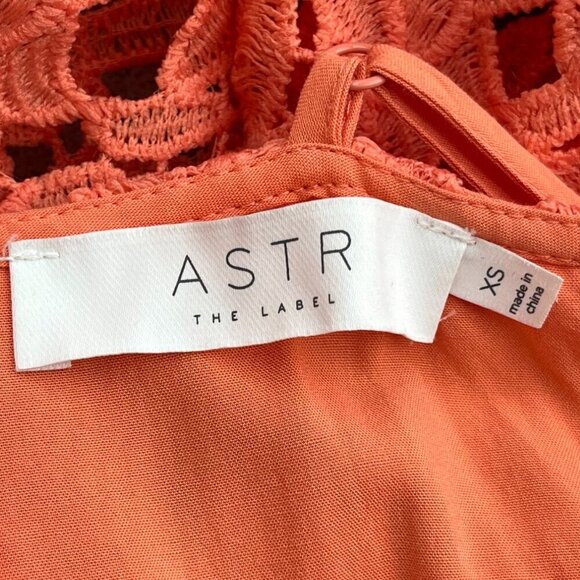 ASTR
THE LABEL
XS
made in
china